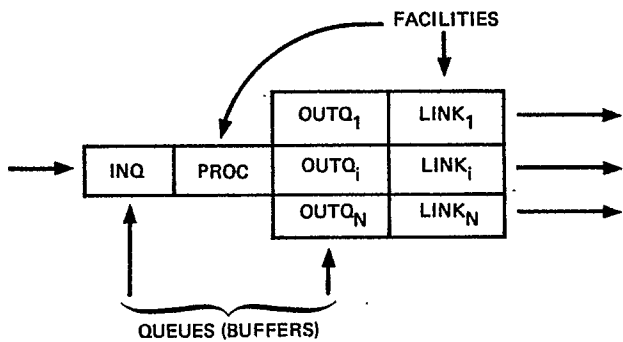 FACILITIES
OUTQ1 LINK1
INQ PROC OUTQi LINKi
OUTQN LINKN
QUEUES (BUFFERS)